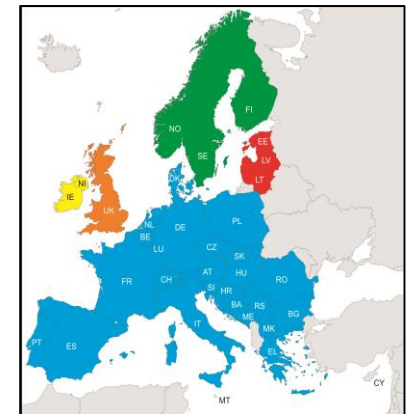 FI
NO
SE
EE
LV
LT
DK
NI
IE
UK
NL
BE
LU
DE
PL
CZ
SK
FR
CH
AT
HU
SI
HR
RO
BA
RS
ME
BG
IT
MK
EL
PT
ES
MT
CY